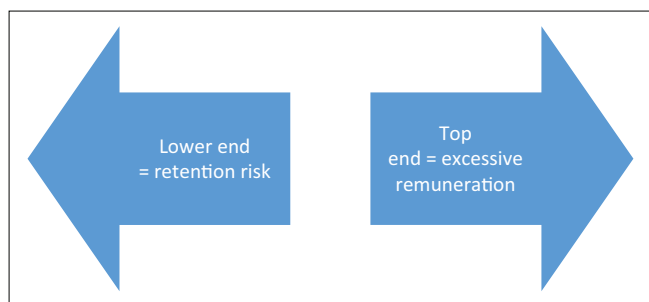 Lower end
= retention risk
Top
end = excessive
remuneration